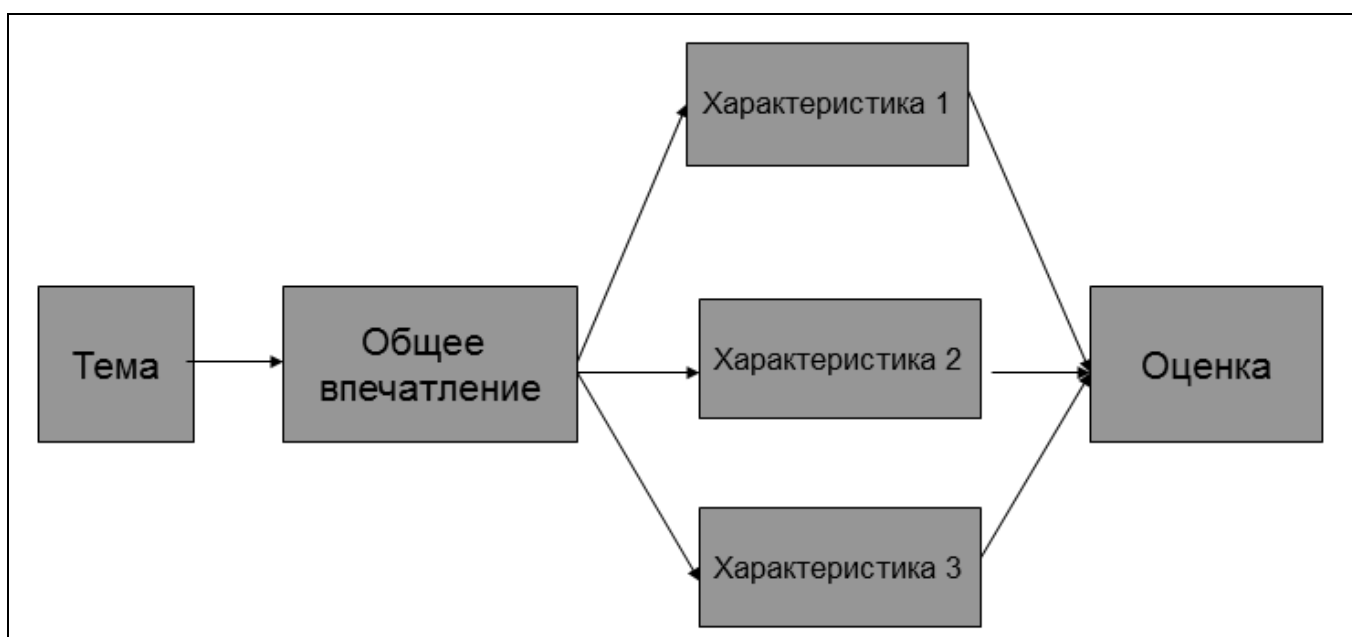 Тема
Общее
впечатление
Характеристика 1
Характеристика 2
Характеристика 3
Оценка